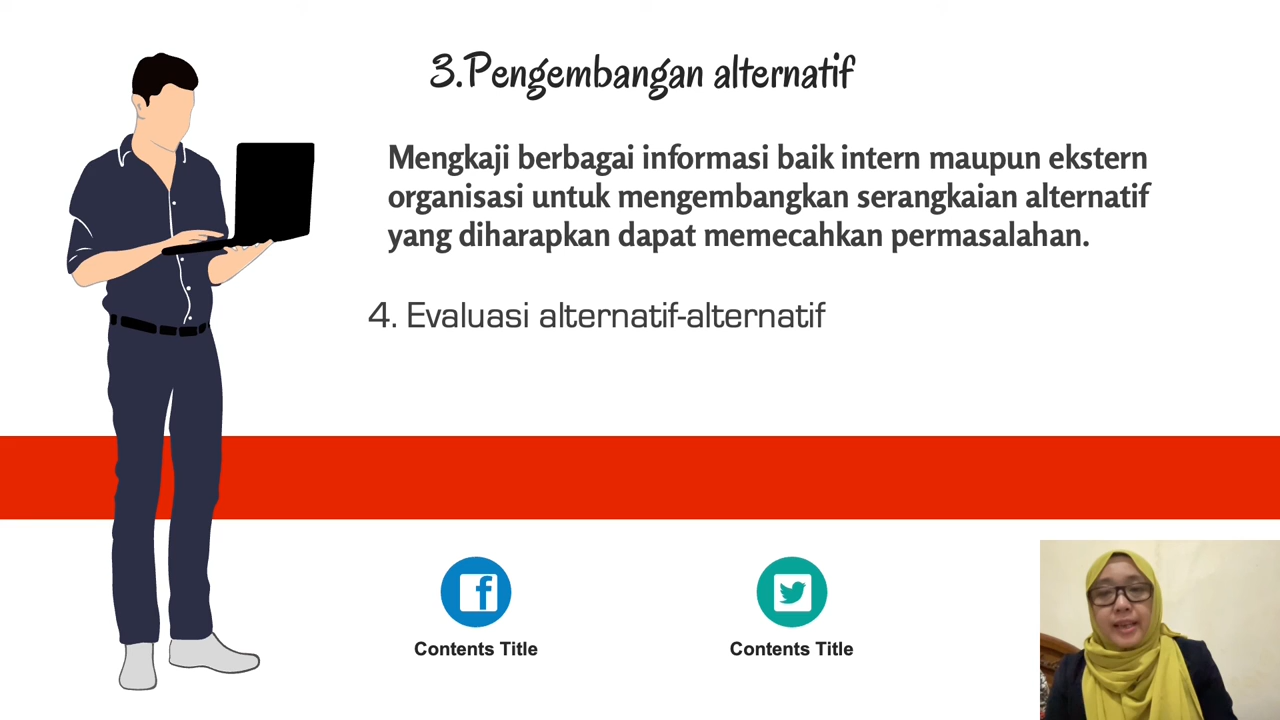 3.Pengembangan alternatif
Mengkaji berbagai informasi baik intern maupun ekstern
organisasi untuk mengembangkan serangkaian alternatif
yang diharapkan dapat memecahkan permasalahan.
4. Evaluasi alternatif-alternatif
Contents Title
Contents Title